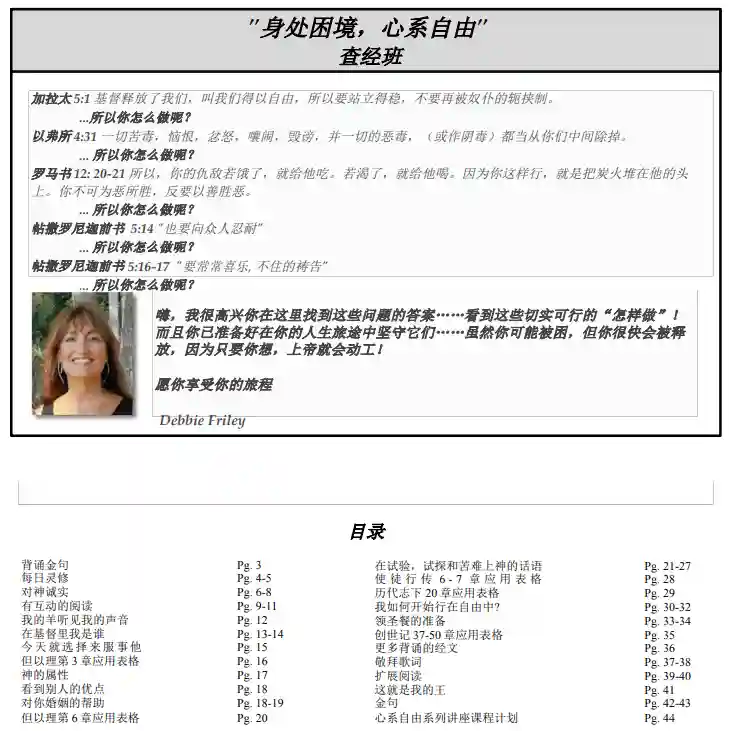 "身处困境，心系自由"
查经班
加拉太 5:1 基督释放了我们，叫我们得以自由，所以要站立得稳，不要再被奴仆的轭挟制。
...所以你怎么做呢？
以弗所 4:31 一切苦毒，恼恨，忿怒，嚷闹，毁谤，并一切的恶毒，（或作阴毒）都当从你们中间除掉。
... 所以你怎么做呢？
罗马书 12: 20-21 所以，你的仇敌若饿了，就给他吃。若渴了，就给他喝。因为你这样行，就是把炭火堆在他的头
上。你不可为恶所胜，反要以善胜恶。
... 所以你怎么做呢？
帖撒罗尼迦前书 5:14 "也要向众人忍耐"
... 所以你怎么做呢？
帖撒罗尼迦前书 5:16-17 "要常常喜乐, 不住的祷告"
... 所以你怎么做呢？
嗨，我很高兴你在这里找到这些问题的答案……看到这些切实可行的“怎样做”！
而且你已准备好在你的人生旅途中坚守它们……虽然你可能被困，但你很快会被释
放，因为只要你想，上帝就会动工！
愿你享受你的旅程
Debbie Friley
目录
背诵金句 Pg. 3
每日灵修 Pg. 4-5
对神诚实 Pg. 6-8
有互动的阅读 Pg. 9-11
我的羊听见我的声音 Pg. 12
在基督里我是谁 Pg. 13-14
今天就选择来服事他 Pg. 15
但以理第 3 章应用表格 Pg. 16
神的属性 Pg. 17
看到别人的优点 Pg. 18
对你婚姻的帮助 Pg. 18-19
但以理第 6 章应用表格 Pg. 20
在试验，试探和苦难上神的话语 Pg. 21-27
使徒行传 6-7 章应用表格 Pg. 28
历代志下 20 章应用表格 Pg. 29
我如何开始行在自由中? Pg. 30-32
领圣餐的准备 Pg. 33-34
创世记 37-50 章应用表格 Pg. 35
更多背诵的经文 Pg. 36
敬拜歌词 Pg. 37-38
扩展阅读 Pg. 39-40
这就是我的王 Pg. 41
金句 Pg. 42-43
心系自由系列讲座课程计划 Pg. 44